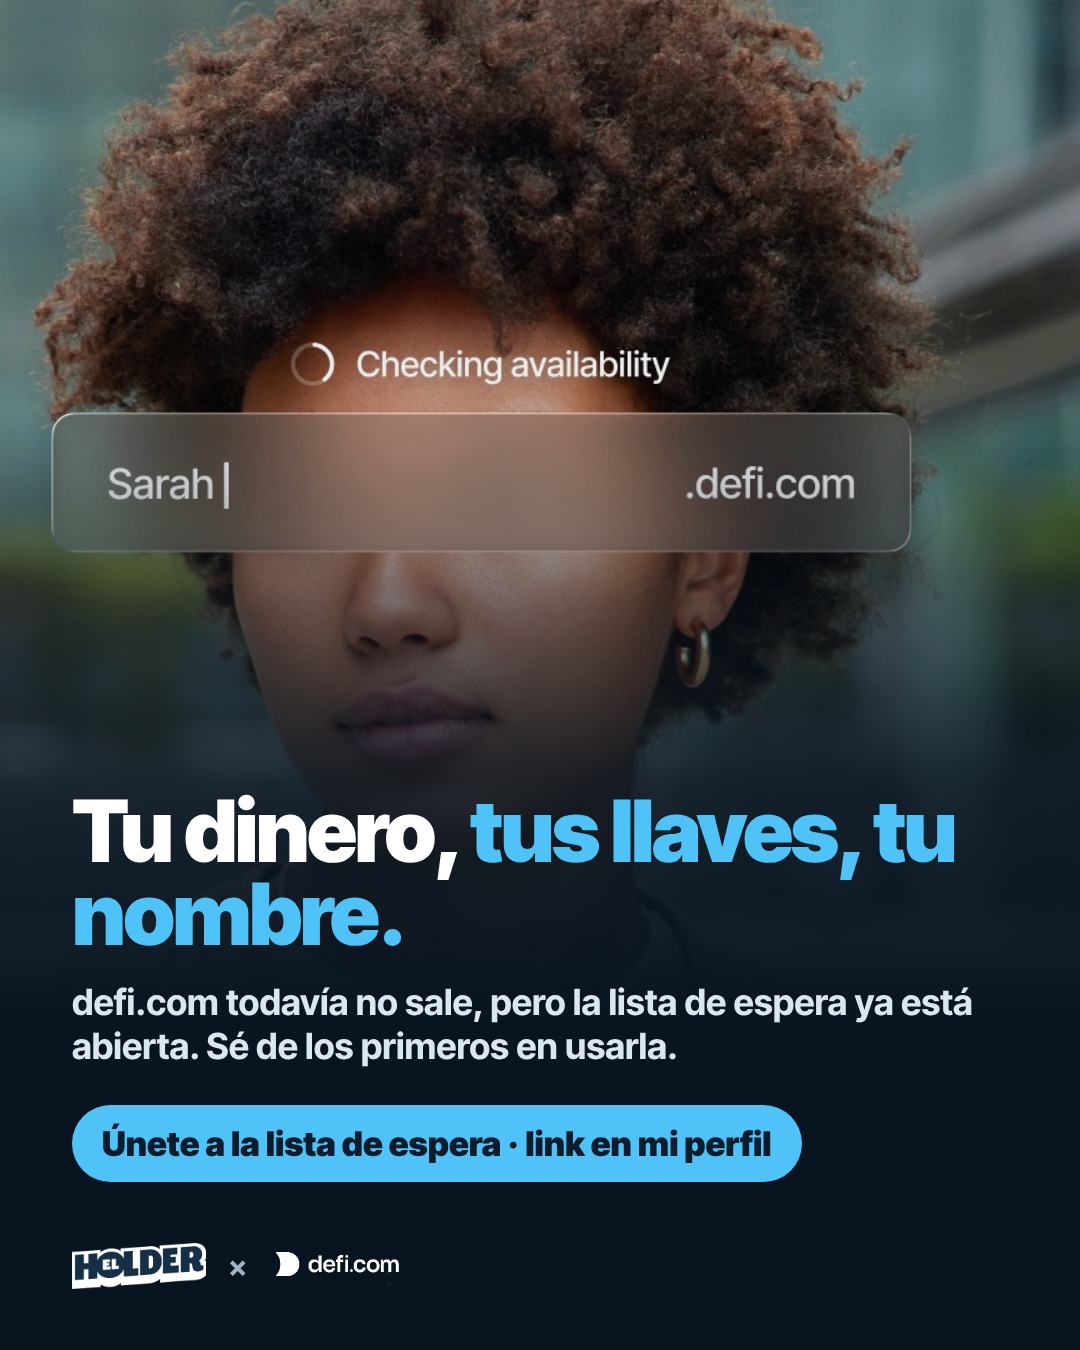 Checking availability
Sarah .defi.com
Tu dinero, tus llaves, tu
nombre.
defi.com todavía no sale, pero la lista de espera ya está
abierta. Sé de los primeros en usarla.
Únete a la lista de espera · link en mi perfil
EL HOLDER × defi.com